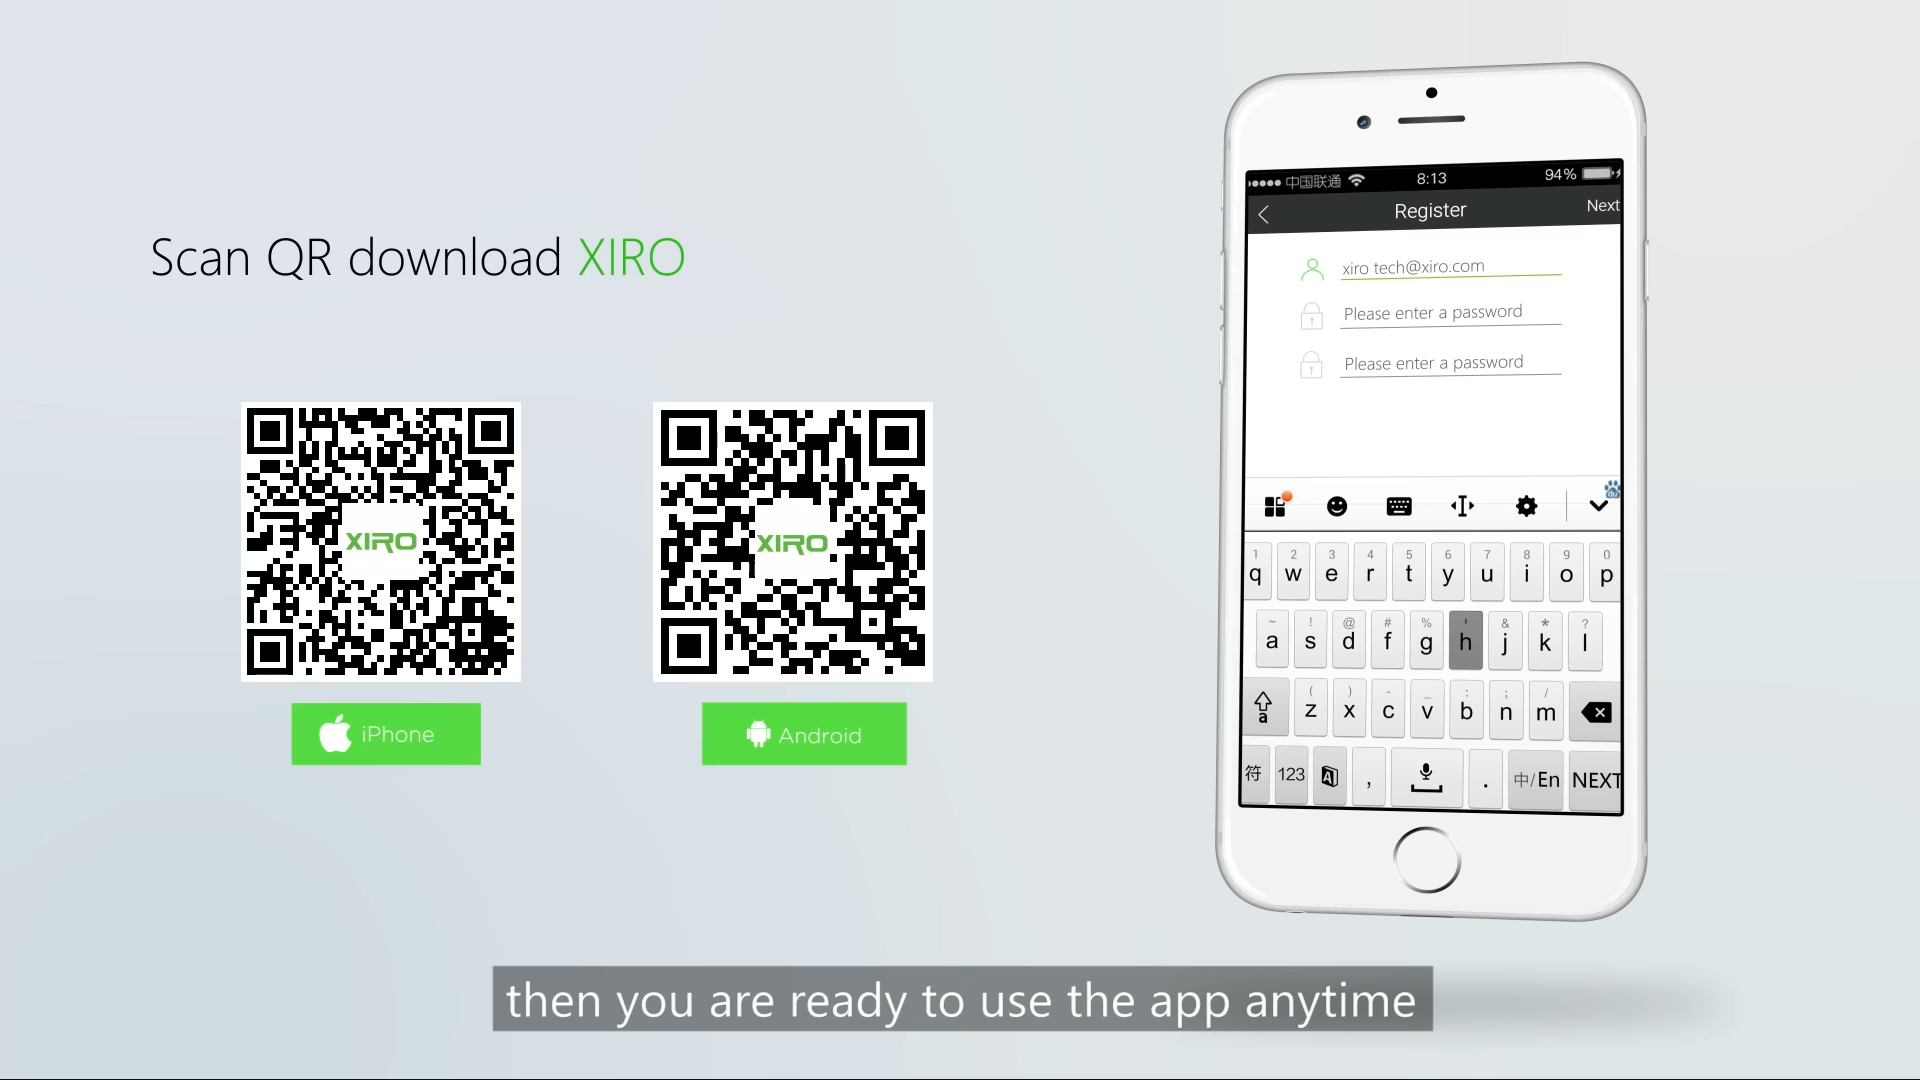 Scan QR download XIRO
XIRO
XIRO
iPhone
Android
中国联通
8:13
94%
Register
Next
xiro tech@xiro.com
Please enter a password
Please enter a password
du
1 2 3 4 5 6 7 8 9 0
q w e r t y u i o p
~ ! @ # % ' & * ?
a s d f g h j k l
( ) - _ : ; /
a z x c v b n m
符 123 A , . 中/En NEXT
then you are ready to use the app anytime